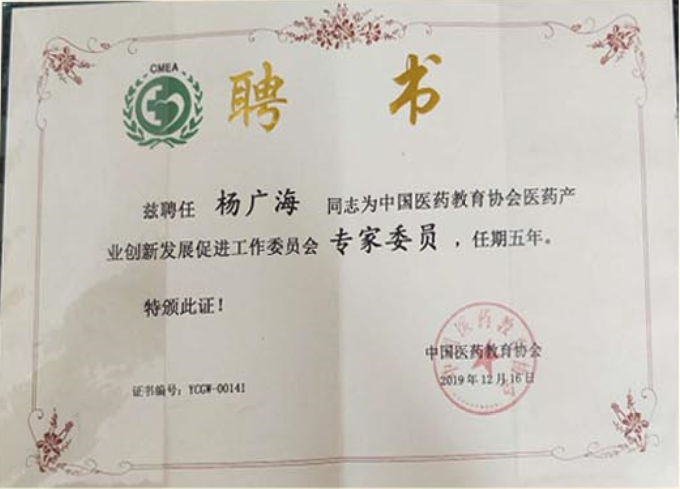 CMEA
聘 书
兹聘任 杨广海 同志为中国医药教育协会医药产
业创新发展促进工作委员会 专家委员,任期五年。
特颁此证!
中国医药教育协会
2019年12月16日
证书编号:YCGW-00141